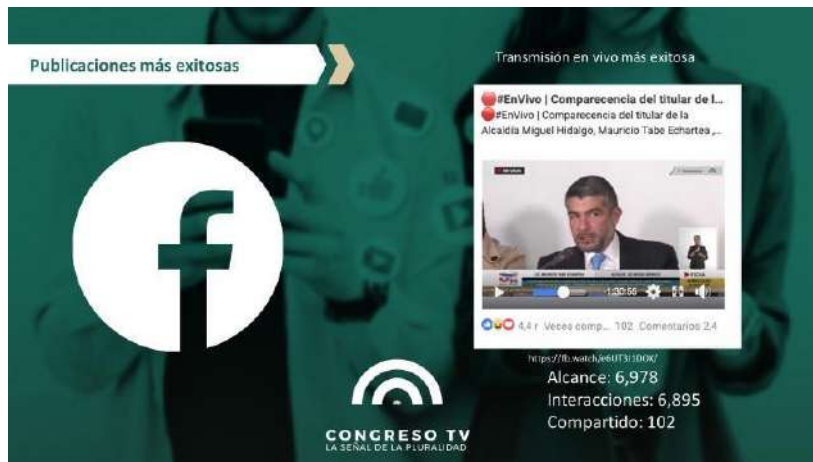 Publicaciones más exitosas
Transmisión en vivo más exitosa
#EnVivo | Comparecencia del titular de l...
#EnVivo | Comparecencia del titular de la
Alcaldía Miguel Hidalgo, Mauricio Tabe Echartea ,...
EN VIVO
-1:30:55
4,4 r Veces comp... 102 Comentarios 2,4
Alcance: 6,978
Interacciones: 6,895
Compartido: 102
CONGRESO TV
LA SEÑAL DE LA PLURALIDAD